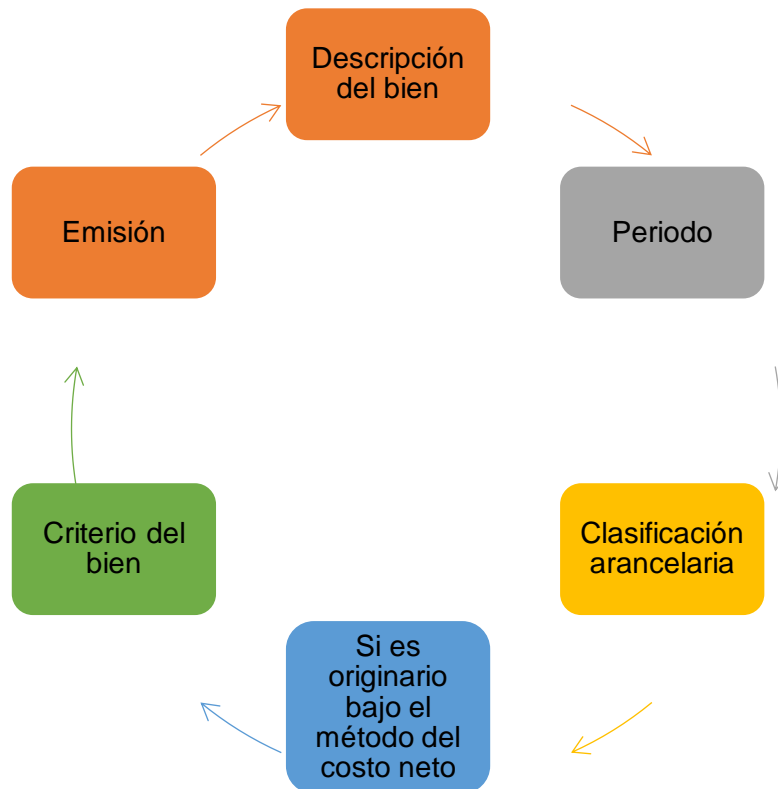 Descripción
del bien
Emisión
Periodo
Criterio del
bien
Clasificación
arancelaria
Si es
originario
bajo el
método del
costo neto